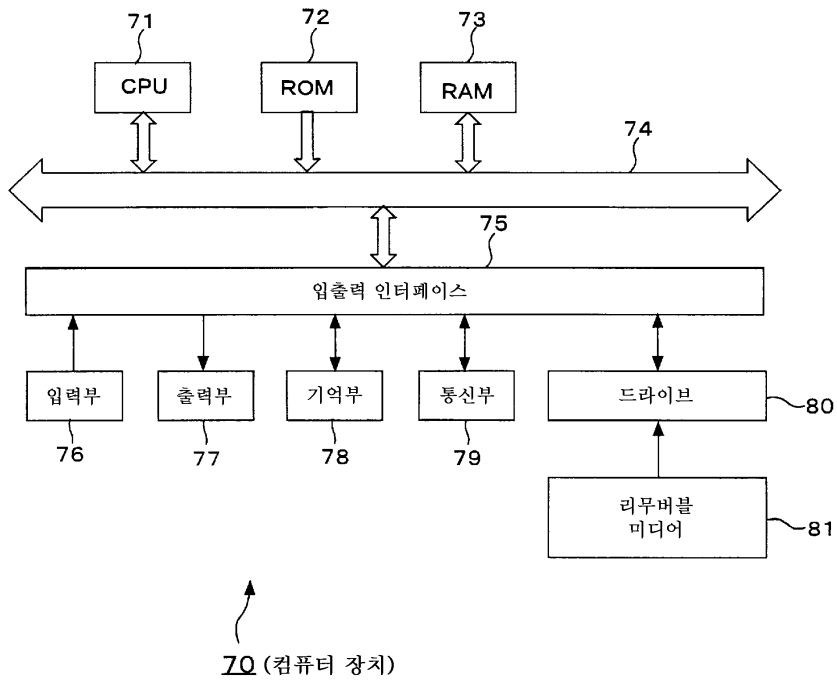 71
72
73
CPU
ROM
RAM
74
75
입출력 인터페이스
입력부
출력부
기억부
통신부
드라이브
80
76
77
78
79
리무버블
미디어
81
70 (컴퓨터 장치)